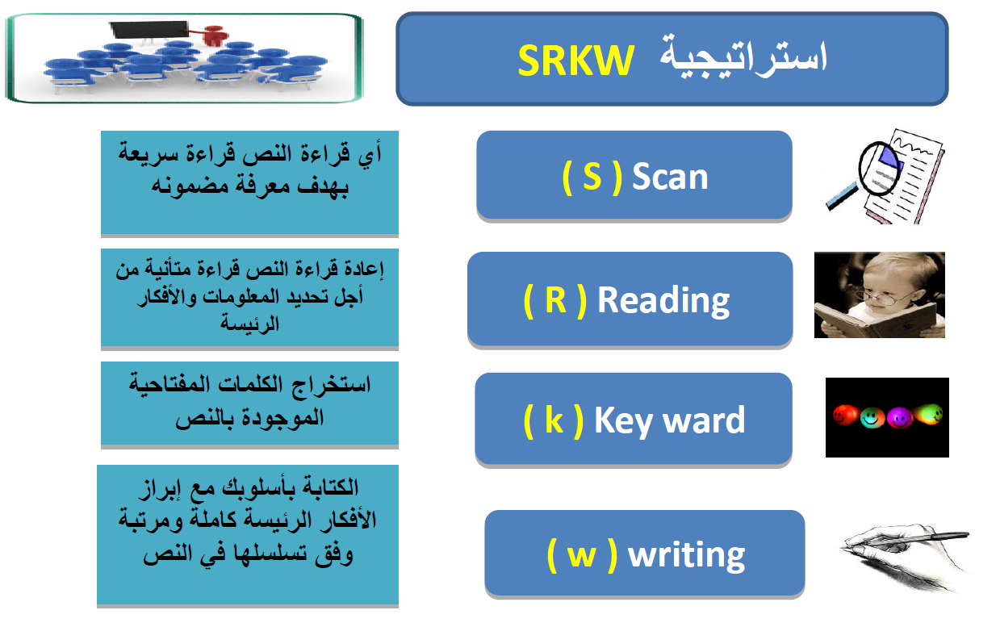 استراتيجية SRKW
( S ) Scan
أي قراءة النص قراءة سريعة
بهدف معرفة مضمونه
( R ) Reading
إعادة قراءة النص قراءة متأنية من
أجل تحديد المعلومات والأفكار
الرئيسة
( k ) Key ward
استخراج الكلمات المفتاحية
الموجودة بالنص
( w ) writing
الكتابة بأسلوبك مع إبراز
الأفكار الرئيسة كاملة ومرتبة
وفق تسلسلها في النص